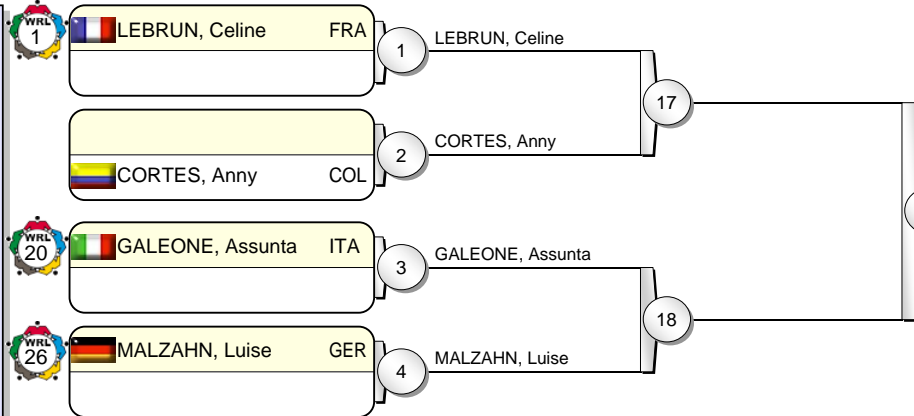 WRL
1
LEBRUN, Celine FRA
1
LEBRUN, Celine
17
2
CORTES, Anny
CORTES, Anny COL
WRL
20
GALEONE, Assunta ITA
3
GALEONE, Assunta
18
WRL
26
MALZAHN, Luise GER
4
MALZAHN, Luise